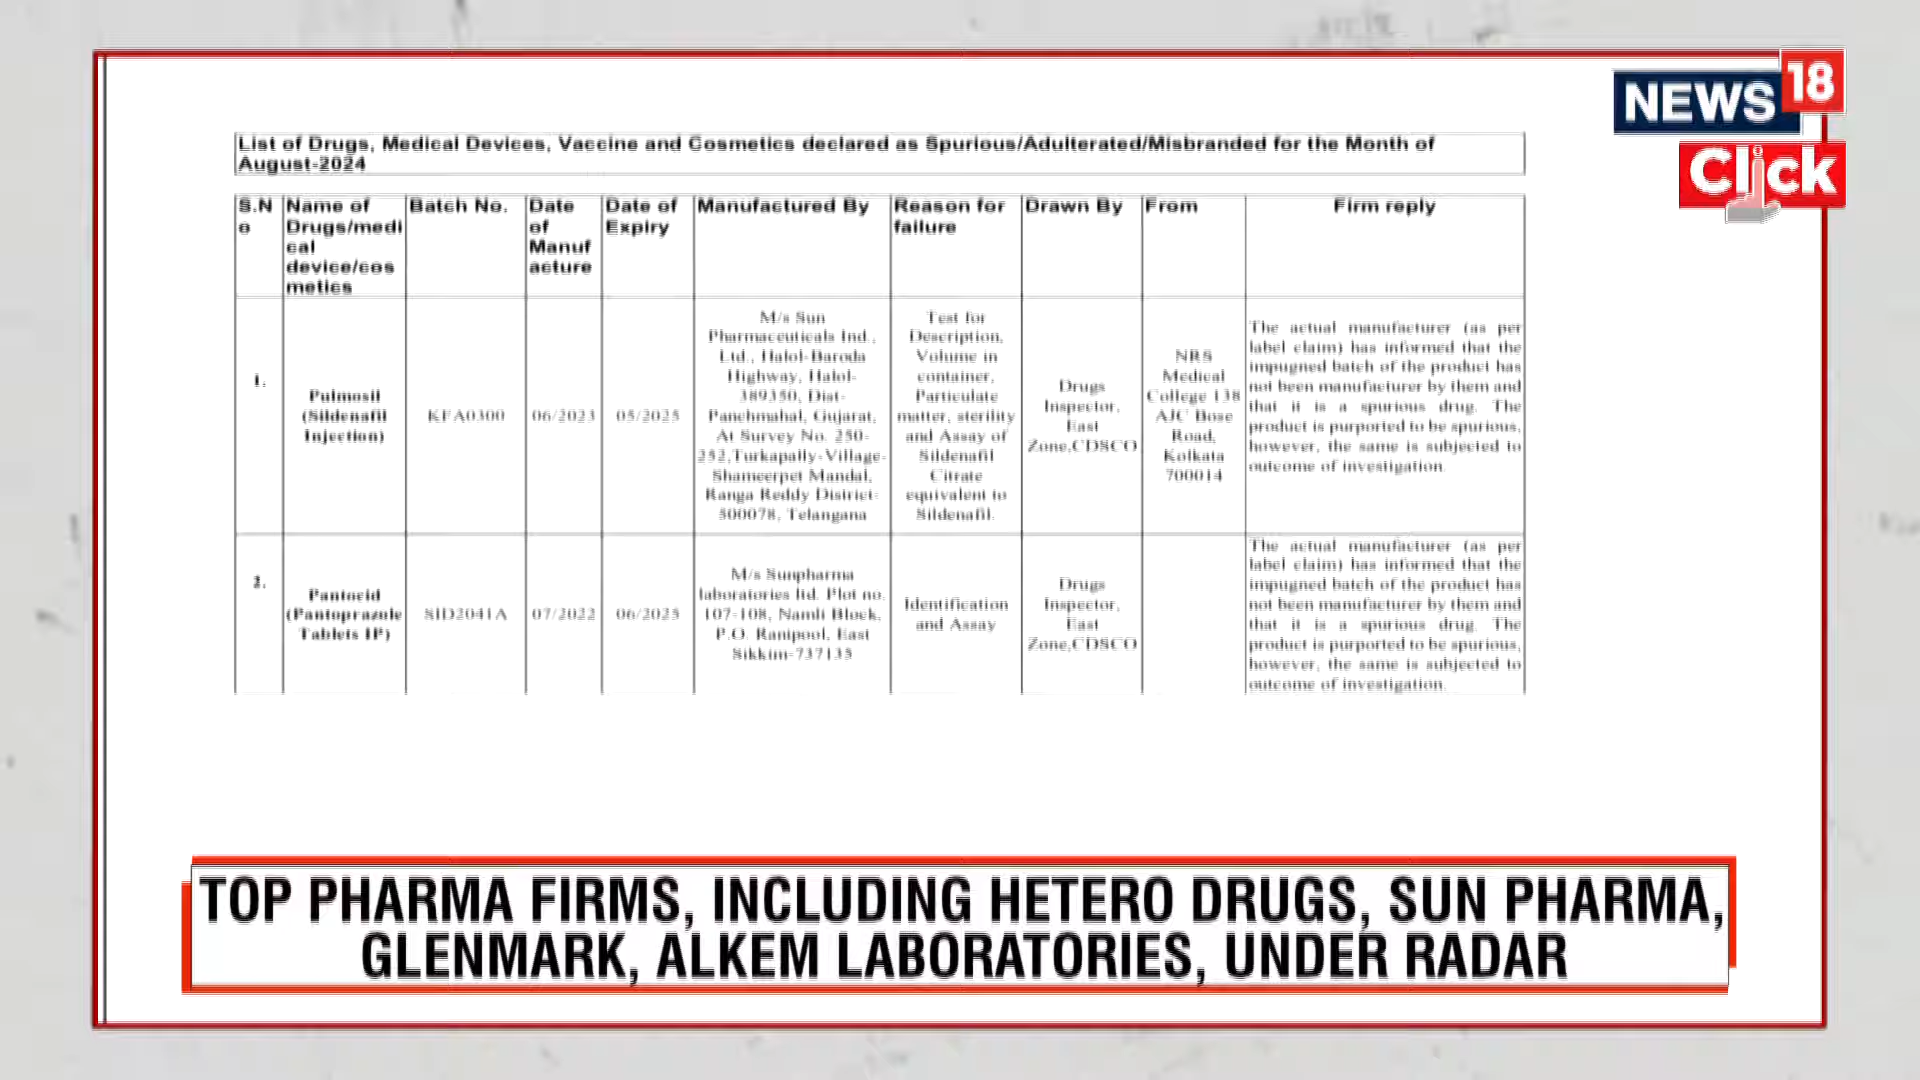 NEWS 18
Click
List of Drugs, Medical Devices, Vaccine and Cosmetics declared as Spurious/Adulterated/Misbranded for the Month of
August-2024
S.N
o
Name of
Drugs/medi
cal
device/cos
metics
Batch No.
Date
of
Manuf
acture
Date of
Expiry
Manufactured By
Reason for
failure
Drawn By
From
Firm reply
1.
Pulmosil
(Sildenafil
Injection)
KFA0300
06/2023
05/2025
M/s Sun
Pharmaceuticals Ind.,
Ltd., Halol-Baroda
Highway, Halol-
389350, Dist-
Panchmahal, Gujarat,
At Survey No. 250-
252,Turkapally-Village-
Shameerpet Mandal,
Ranga Reddy District-
500078, Telangana
Test for
Description,
Volume in
container,
Particulate
matter, sterility
and Assay of
Sildenafil
Citrate
equivalent to
Sildenafil.
Drugs
Inspector,
East
Zone,CDSCO
NRS
Medical
College 138
AJC Bose
Road,
Kolkata
700014
The actual manufacturer (as per
label claim) has informed that the
impugned batch of the product has
not been manufacturer by them and
that it is a spurious drug. The
product is purported to be spurious,
however, the same is subjected to
outcome of investigation.
2.
Pantocid
(Pantoprazole
Tablets IP)
SID2041A
07/2022
06/2025
M/s Sunpharma
laboratories ltd. Plot no.
107-108, Namli Block,
P.O. Ranipool, East
Sikkim-737135
Identification
and Assay
Drugs
Inspector,
East
Zone,CDSCO
The actual manufacturer (as per
label claim) has informed that the
impugned batch of the product has
not been manufacturer by them and
that it is a spurious drug. The
product is purported to be spurious,
however, the same is subjected to
outcome of investigation.
TOP PHARMA FIRMS, INCLUDING HETERO DRUGS, SUN PHARMA,
GLENMARK, ALKEM LABORATORIES, UNDER RADAR